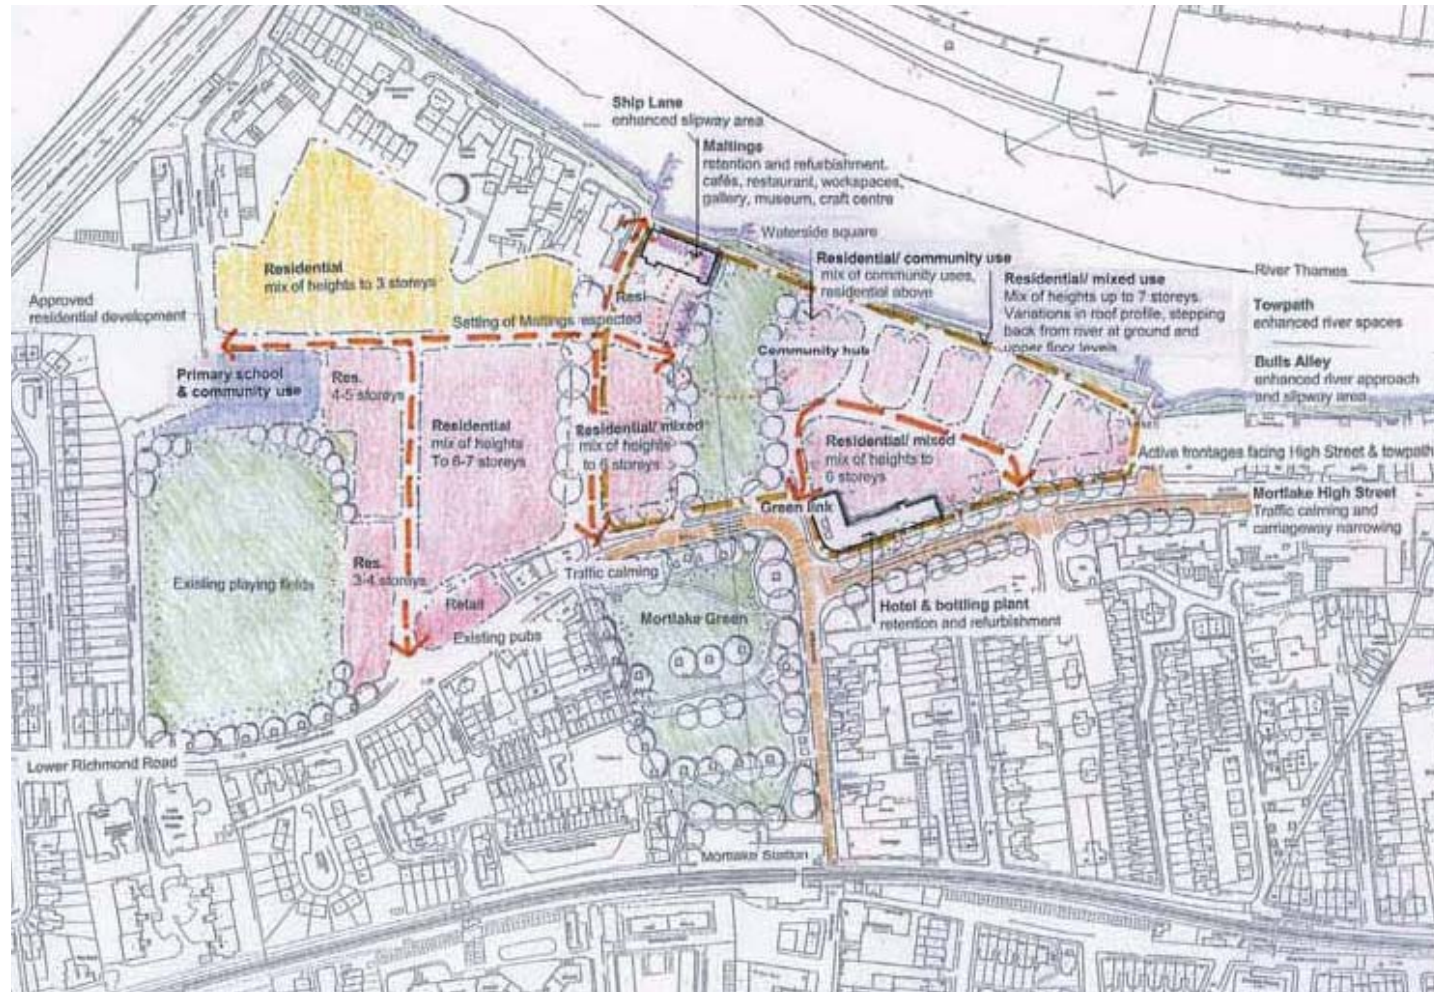 Ship Lane
enhanced slipway area
Maltings
retention and refurbishment.
cafés, restaurant, workspaces,
gallery, museum, craft centre
Waterside square
Residential/ community use
mix of community uses,
residential above
Residential/ mixed use
Mix of heights up to 7 storeys.
Variations in roof profile, stepping
back from river at ground and
upper floor levels
River Thames
Towpath
enhanced river spaces
Bulls Alley
enhanced river approach
and slipway area
Active frontages facing High Street & towpath
Mortlake High Street
Traffic calming and
carriageway narrowing
Residential
mix of heights to 3 storeys
Approved
residential development
Resi
Setting of Maltings espected
Community hub
Primary school
& community use
Res.
4-5 storeys
Residential
mix of heights
To 6-7 storeys
Residential/ mixed
mix of heights
to 6 storeys
Residential/ mixed
mix of heights to
6 storeys
Green link
Existing playing fields
Res.
3-4 storeys
Retail
Traffic calming
Existing pubs
Mortlake Green
Hotel & bottling plant
retention and refurbishment
Lower Richmond Road
Mortlake Station